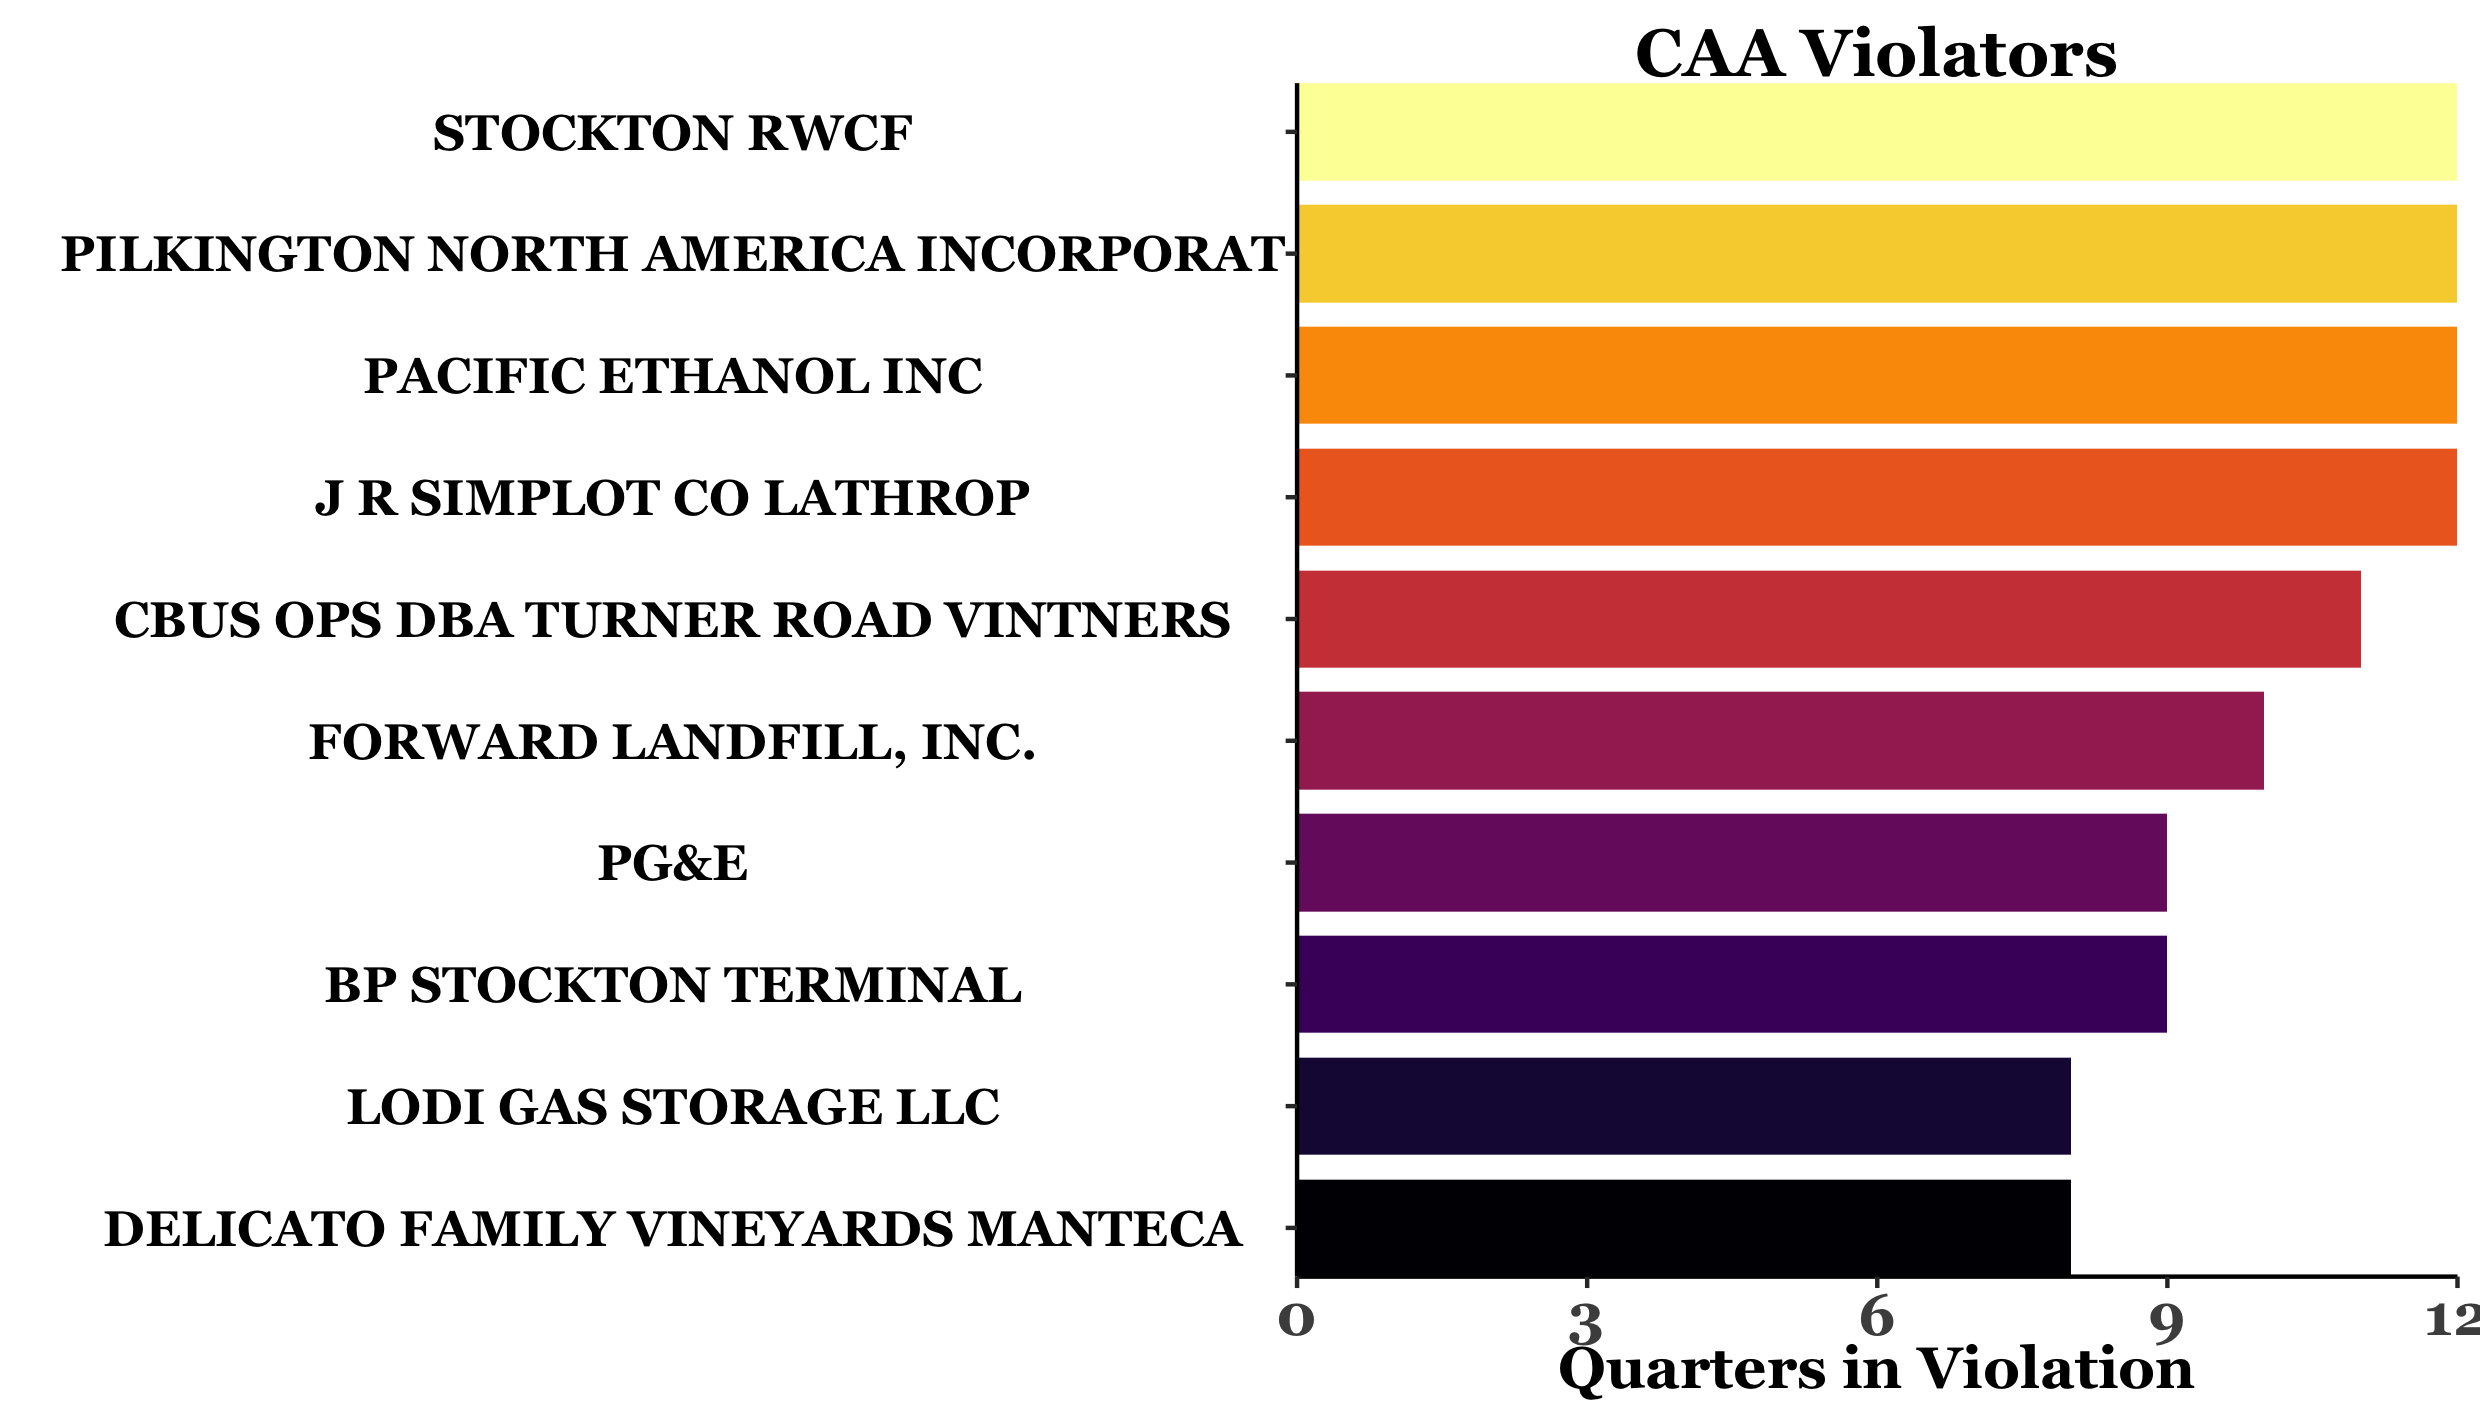 CAA Violators
STOCKTON RWCF
PILKINGTON NORTH AMERICA INCORPORAT
PACIFIC ETHANOL INC
J R SIMPLOT CO LATHROP
CBUS OPS DBA TURNER ROAD VINTNERS
FORWARD LANDFILL, INC.
PG&E
BP STOCKTON TERMINAL
LODI GAS STORAGE LLC
DELICATO FAMILY VINEYARDS MANTECA
0 3 6 9 12
Quarters in Violation